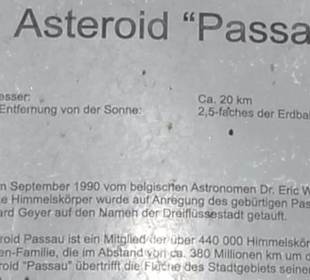 Asteroid “Passa
esser: Ca. 20 km
Entfernung von der Sonne: 2,5-faches der Erdba
n September 1990 vom belgischen Astronomen Dr. Eric W
e Himmelskörper wurde auf Anregung des gebürtigen Pas
ard Geyer auf den Namen der Dreiflüssestadt getauft.
roid Passau ist ein Mitglied der über 440 000 Himmelskör
en-Familie, die im Abstand von ca. 380 Millionen km um d
roid "Passau" übertrifft die Fläche des Stadtgebiets seine